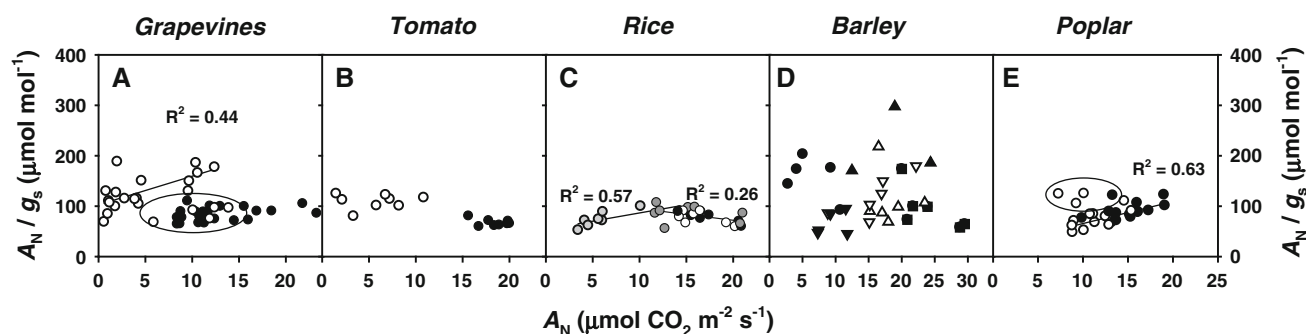 Grapevines Tomato Rice Barley Poplar
A_N / g_s (µmol mol⁻¹)
400 300 200 100 0
A R² = 0.44
B
C R² = 0.57 R² = 0.26
D
E R² = 0.63
400 300 200 100 0
A_N / g_s (µmol mol⁻¹)
0 5 10 15 20 0 5 10 15 20 0 5 10 15 20 0 5 10 15 20 25 30 0 5 10 15 20 25
A_N (µmol CO₂ m⁻² s⁻¹)